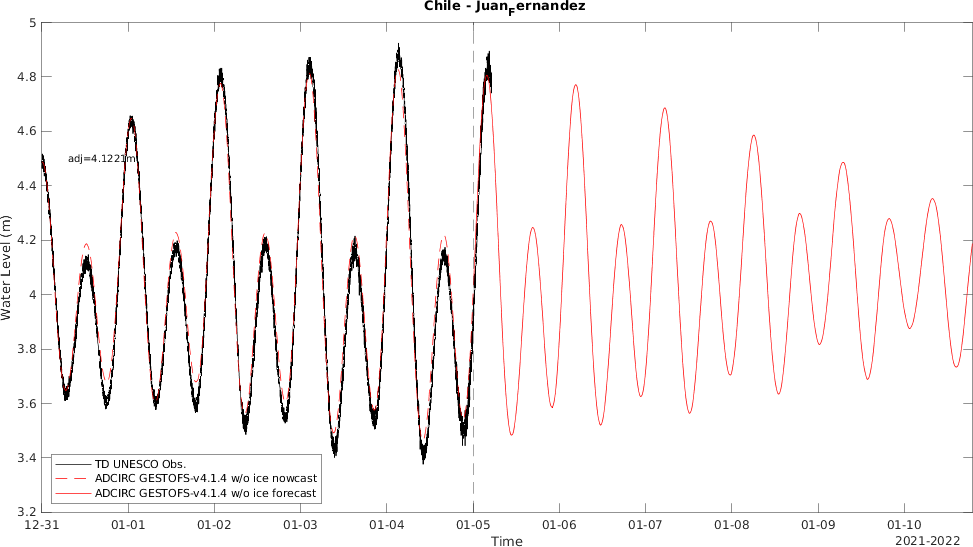 Chile - JuanFernandez
5
4.8
4.6
4.4
4.2
4
3.8
3.6
3.4
3.2
Water Level (m)
adj=4.1221m
TD UNESCO Obs.
ADCIRC GESTOFS-v4.1.4 w/o ice nowcast
ADCIRC GESTOFS-v4.1.4 w/o ice forecast
12-31 01-01 01-02 01-03 01-04 01-05 01-06 01-07 01-08 01-09 01-10
Time
2021-2022